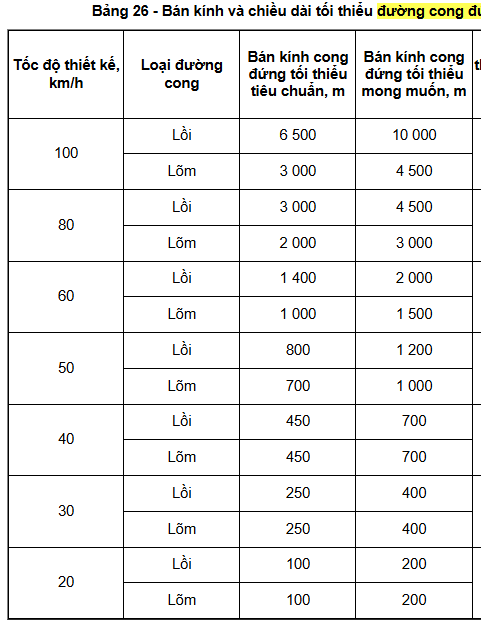 Bảng 26 - Bán kính và chiều dài tối thiểu đường cong
Tốc độ thiết kế, km/h
Loại đường cong
Bán kính cong đứng tối thiểu tiêu chuẩn, m
Bán kính cong đứng tối thiểu mong muốn, m
100
Lồi 6 500 10 000
Lõm 3 000 4 500
80
Lồi 3 000 4 500
Lõm 2 000 3 000
60
Lồi 1 400 2 000
Lõm 1 000 1 500
50
Lồi 800 1 200
Lõm 700 1 000
40
Lồi 450 700
Lõm 450 700
30
Lồi 250 400
Lõm 250 400
20
Lồi 100 200
Lõm 100 200